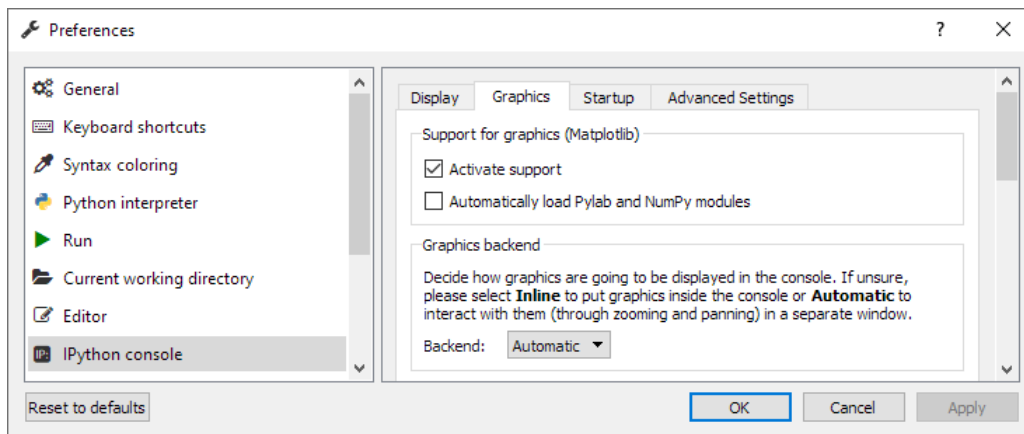 Preferences
?
General
Keyboard shortcuts
Syntax coloring
Python interpreter
Run
Current working directory
Editor
IP: IPython console
Display Graphics Startup Advanced Settings
Support for graphics (Matplotlib)
Activate support
Automatically load Pylab and NumPy modules
Graphics backend
Decide how graphics are going to be displayed in the console. If unsure,
please select Inline to put graphics inside the console or Automatic to
interact with them (through zooming and panning) in a separate window.
Backend: Automatic
Reset to defaults OK Cancel Apply